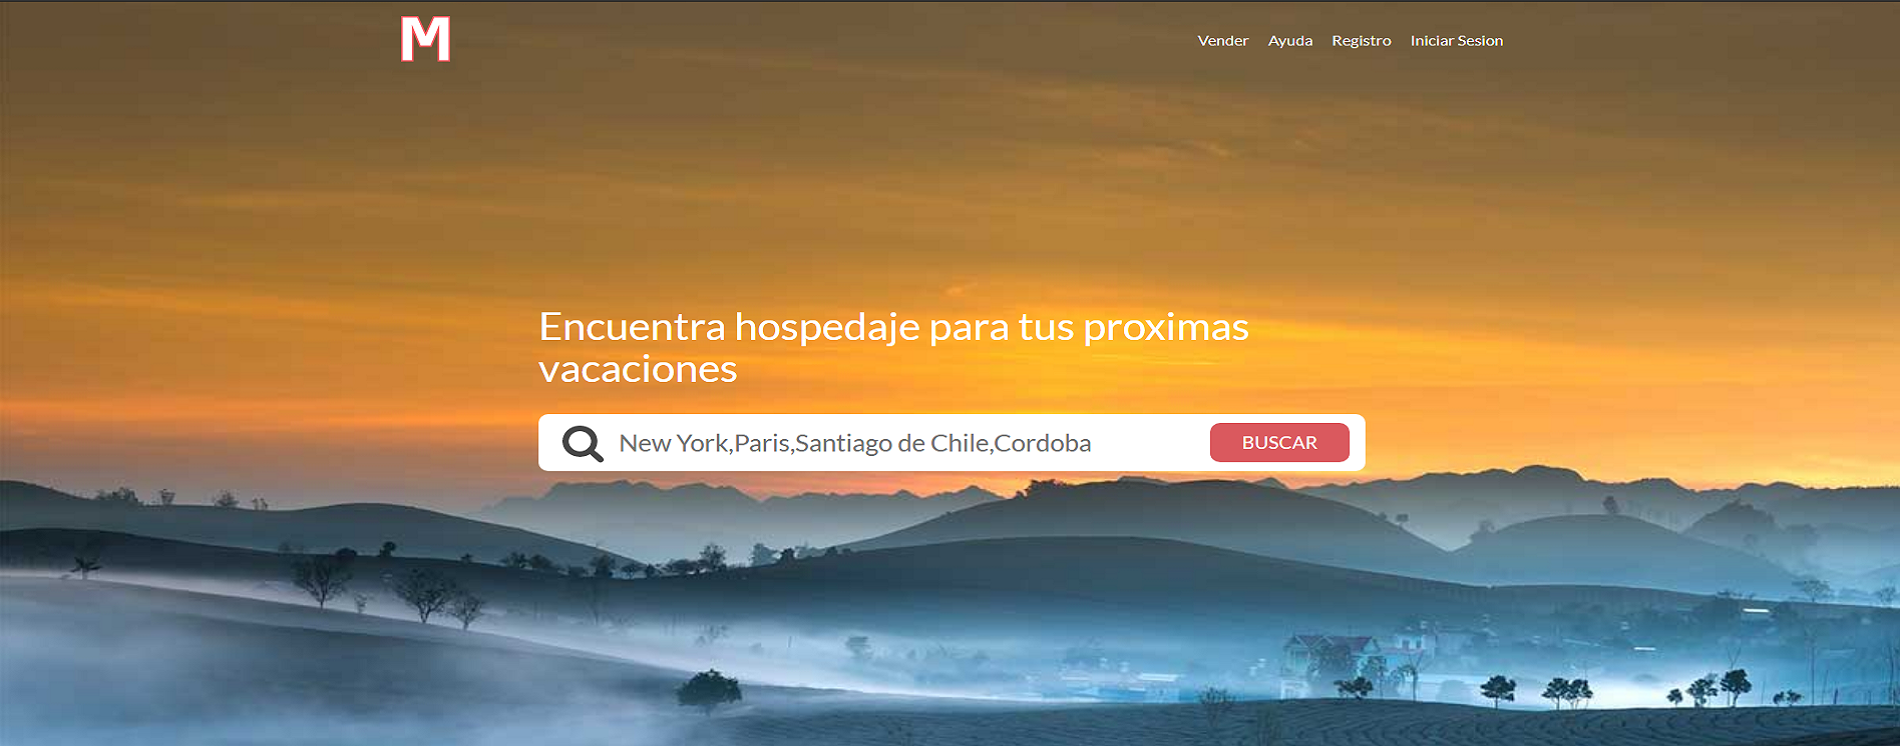 M
Vender Ayuda Registro Iniciar Sesion
Encuentra hospedaje para tus proximas
vacaciones
New York,Paris,Santiago de Chile,Cordoba
BUSCAR